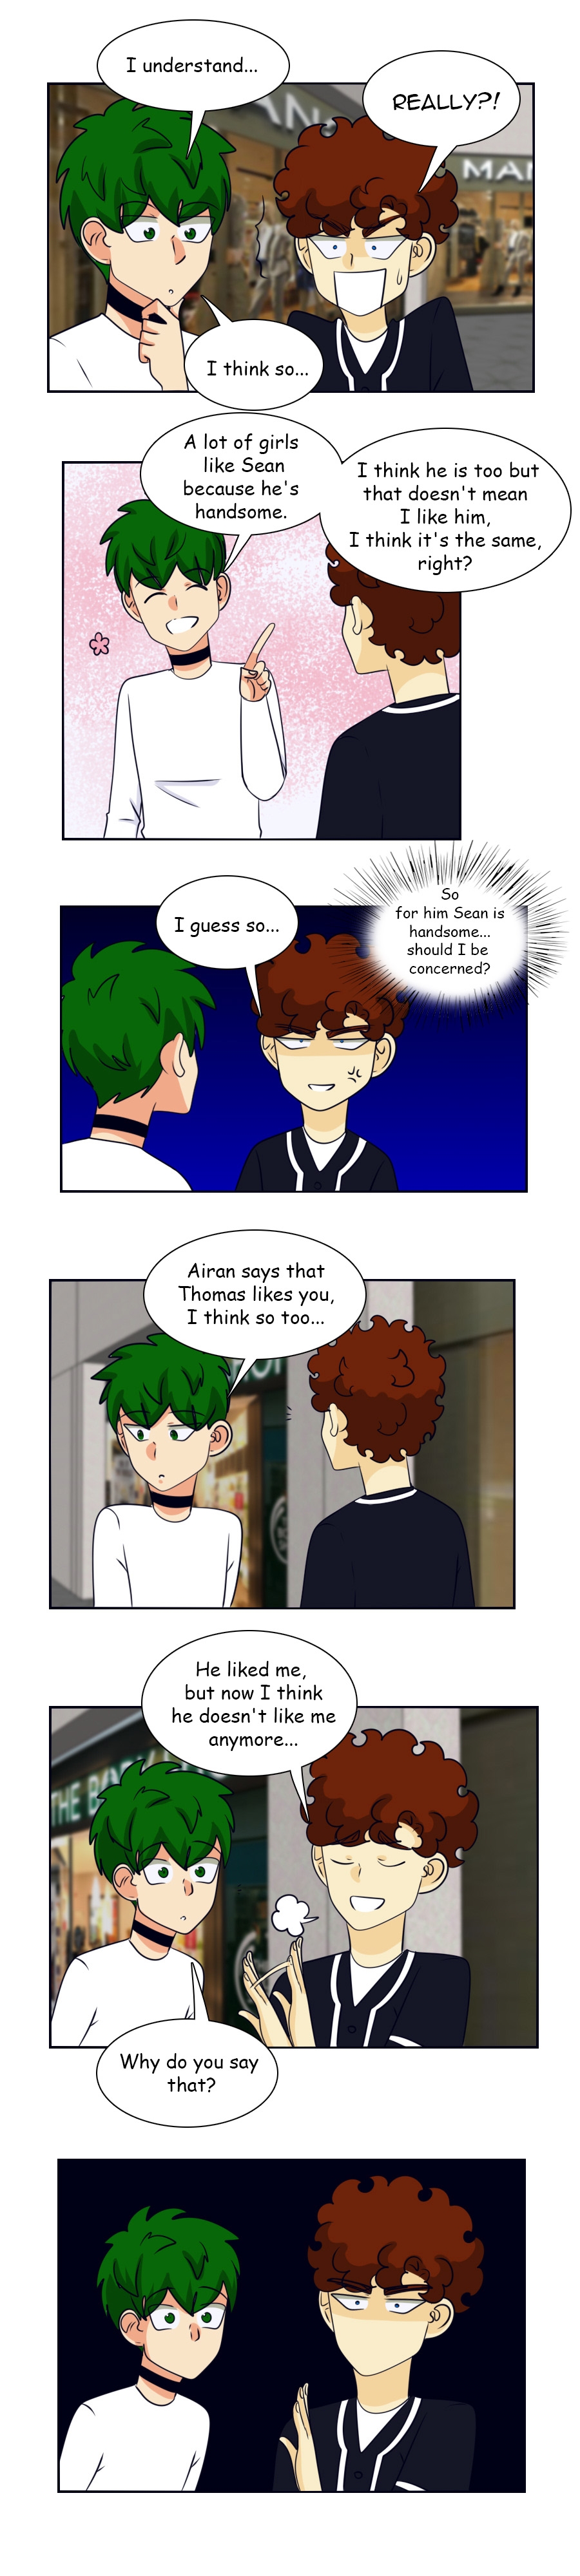 I understand...
REALLY?!
MAN
I think so...
A lot of girls
like Sean
because he's
handsome.
I think he is too but
that doesn't mean
I like him,
I think it's the same,
right?
I guess so...
So
for him Sean is
handsome...
should I be
concerned?
Airan says that
Thomas likes you,
I think so too...
He liked me,
but now I think
he doesn't like me
anymore...
THE
Why do you say
that?